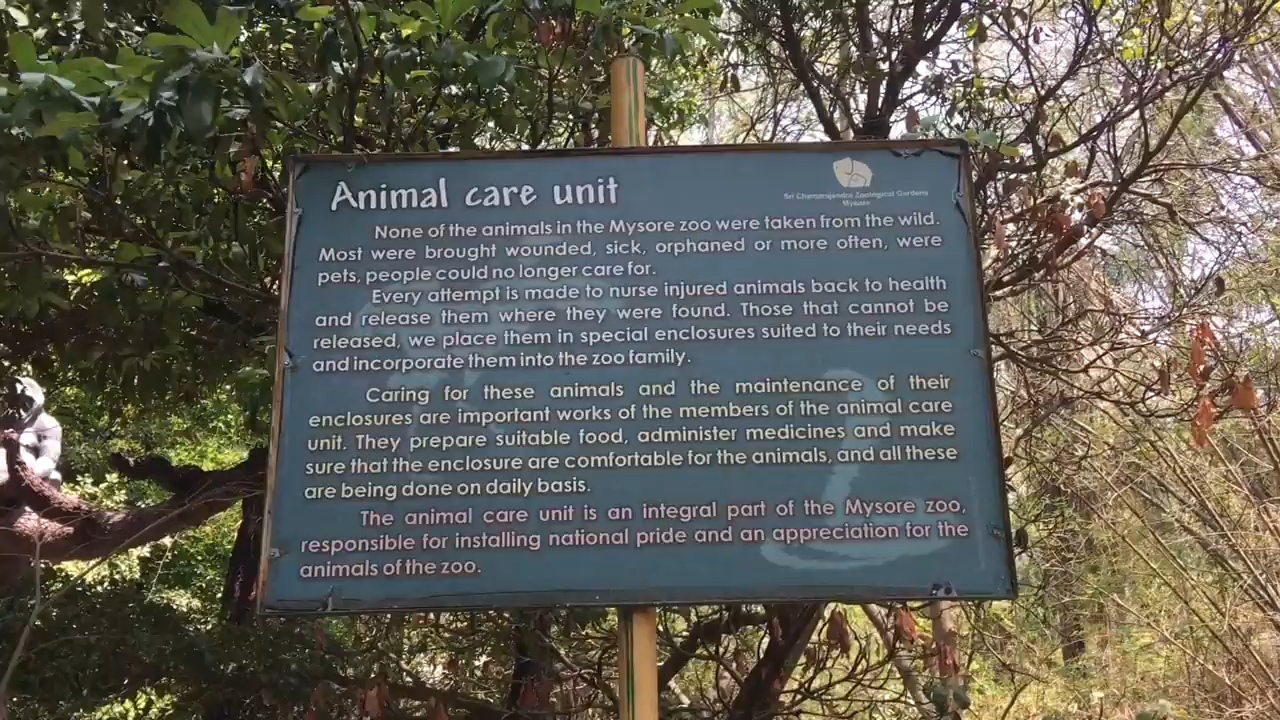 Animal care unit
Sri Chamarajendra Zoological Gardens
Mysore
None of the animals in the Mysore zoo were taken from the wild.
Most were brought wounded, sick, orphaned or more often, were
pets, people could no longer care for.
Every attempt is made to nurse injured animals back to health
and release them where they were found. Those that cannot be
released, we place them in special enclosures suited to their needs
and incorporate them into the zoo family.
Caring for these animals and the maintenance of their
enclosures are important works of the members of the animal care
unit. They prepare suitable food, administer medicines and make
sure that the enclosure are comfortable for the animals, and all these
are being done on daily basis.
The animal care unit is an integral part of the Mysore zoo,
responsible for installing national pride and an appreciation for the
animals of the zoo.